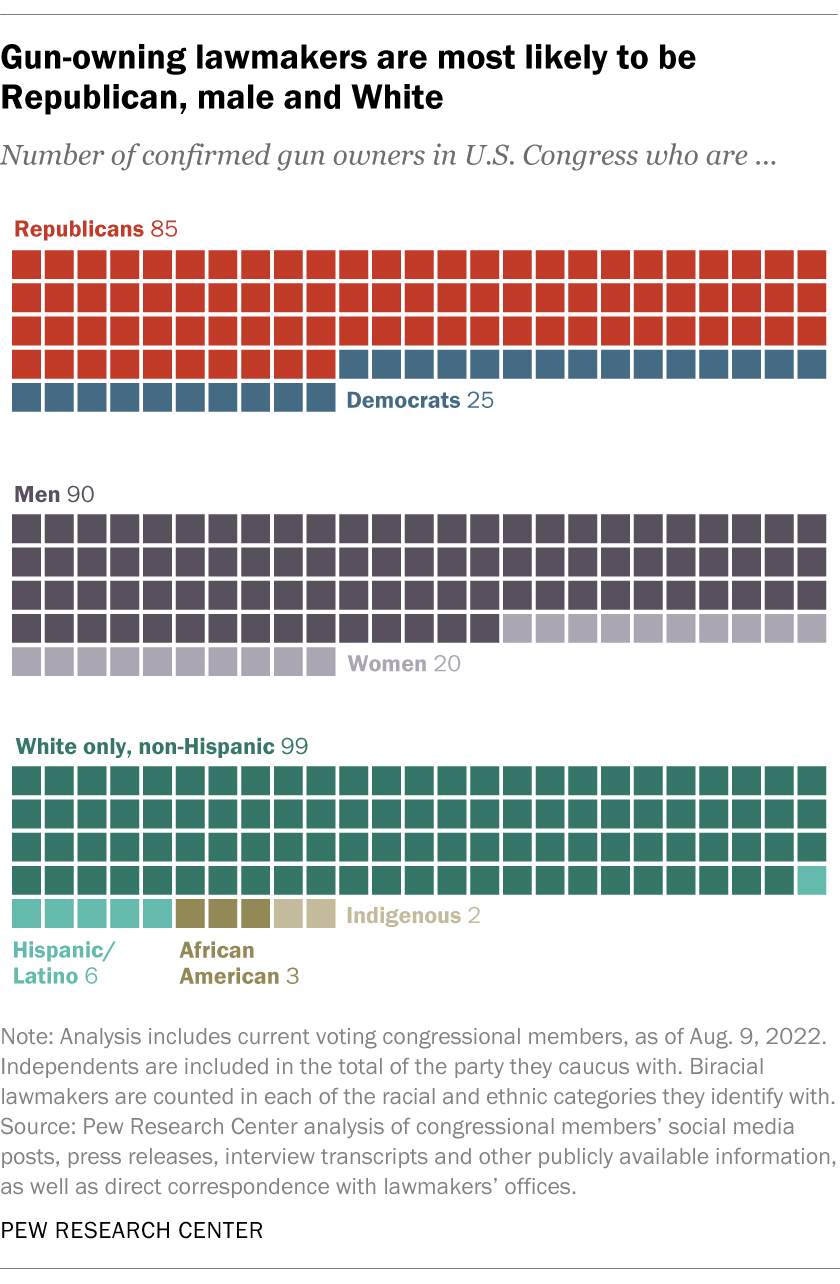 Gun-owning lawmakers are most likely to be
Republican, male and White
Number of confirmed gun owners in U.S. Congress who are ...
Republicans 85
Democrats 25
Men 90
Women 20
White only, non-Hispanic 99
Indigenous 2
Hispanic/
Latino 6
African
American 3
Note: Analysis includes current voting congressional members, as of Aug. 9, 2022.
Independents are included in the total of the party they caucus with. Biracial
lawmakers are counted in each of the racial and ethnic categories they identify with.
Source: Pew Research Center analysis of congressional members’ social media
posts, press releases, interview transcripts and other publicly available information,
as well as direct correspondence with lawmakers’ offices.
PEW RESEARCH CENTER